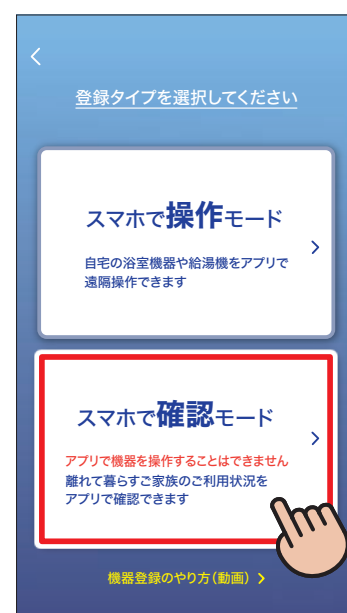 登録タイプを選択してください
スマホで操作モード
自宅の浴室機器や給湯機をアプリで
遠隔操作できます
スマホで確認モード
アプリで機器を操作することはできません
離れて暮らすご家族のご利用状況を
アプリで確認できます
機器登録のやり方(動画)